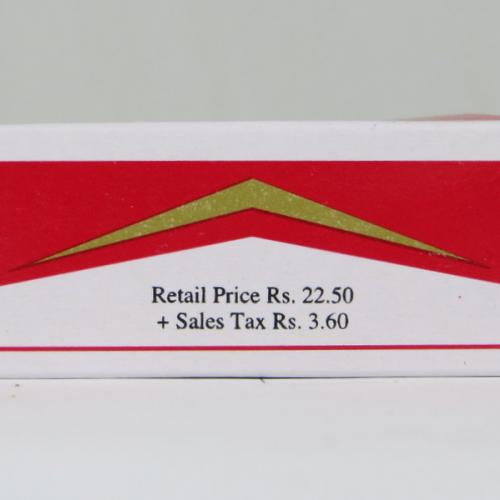 Retail Price Rs. 22.50
+ Sales Tax Rs. 3.60